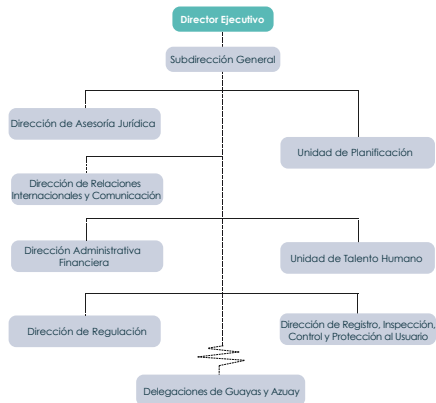 Director Ejecutivo
Subdirección General
Dirección de Asesoría Jurídica
Unidad de Planificación
Dirección de Relaciones
Internacionales y Comunicación
Dirección Administrativa
Financiera
Unidad de Talento Humano
Dirección de Regulación
Dirección de Registro, Inspección,
Control y Protección al Usuario
Delegaciones de Guayas y Azuay